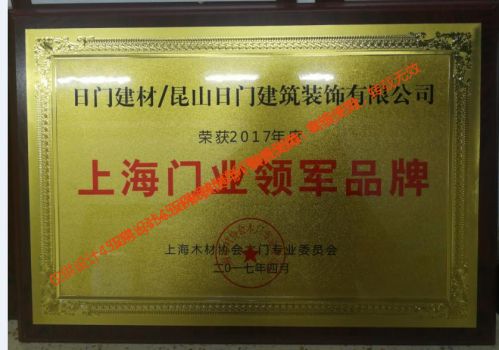 日门建材/昆山日门建筑装饰有限公司
荣获2017年度
上海门业领军品牌
上海木材协会木门专业委员会
二〇一七年四月